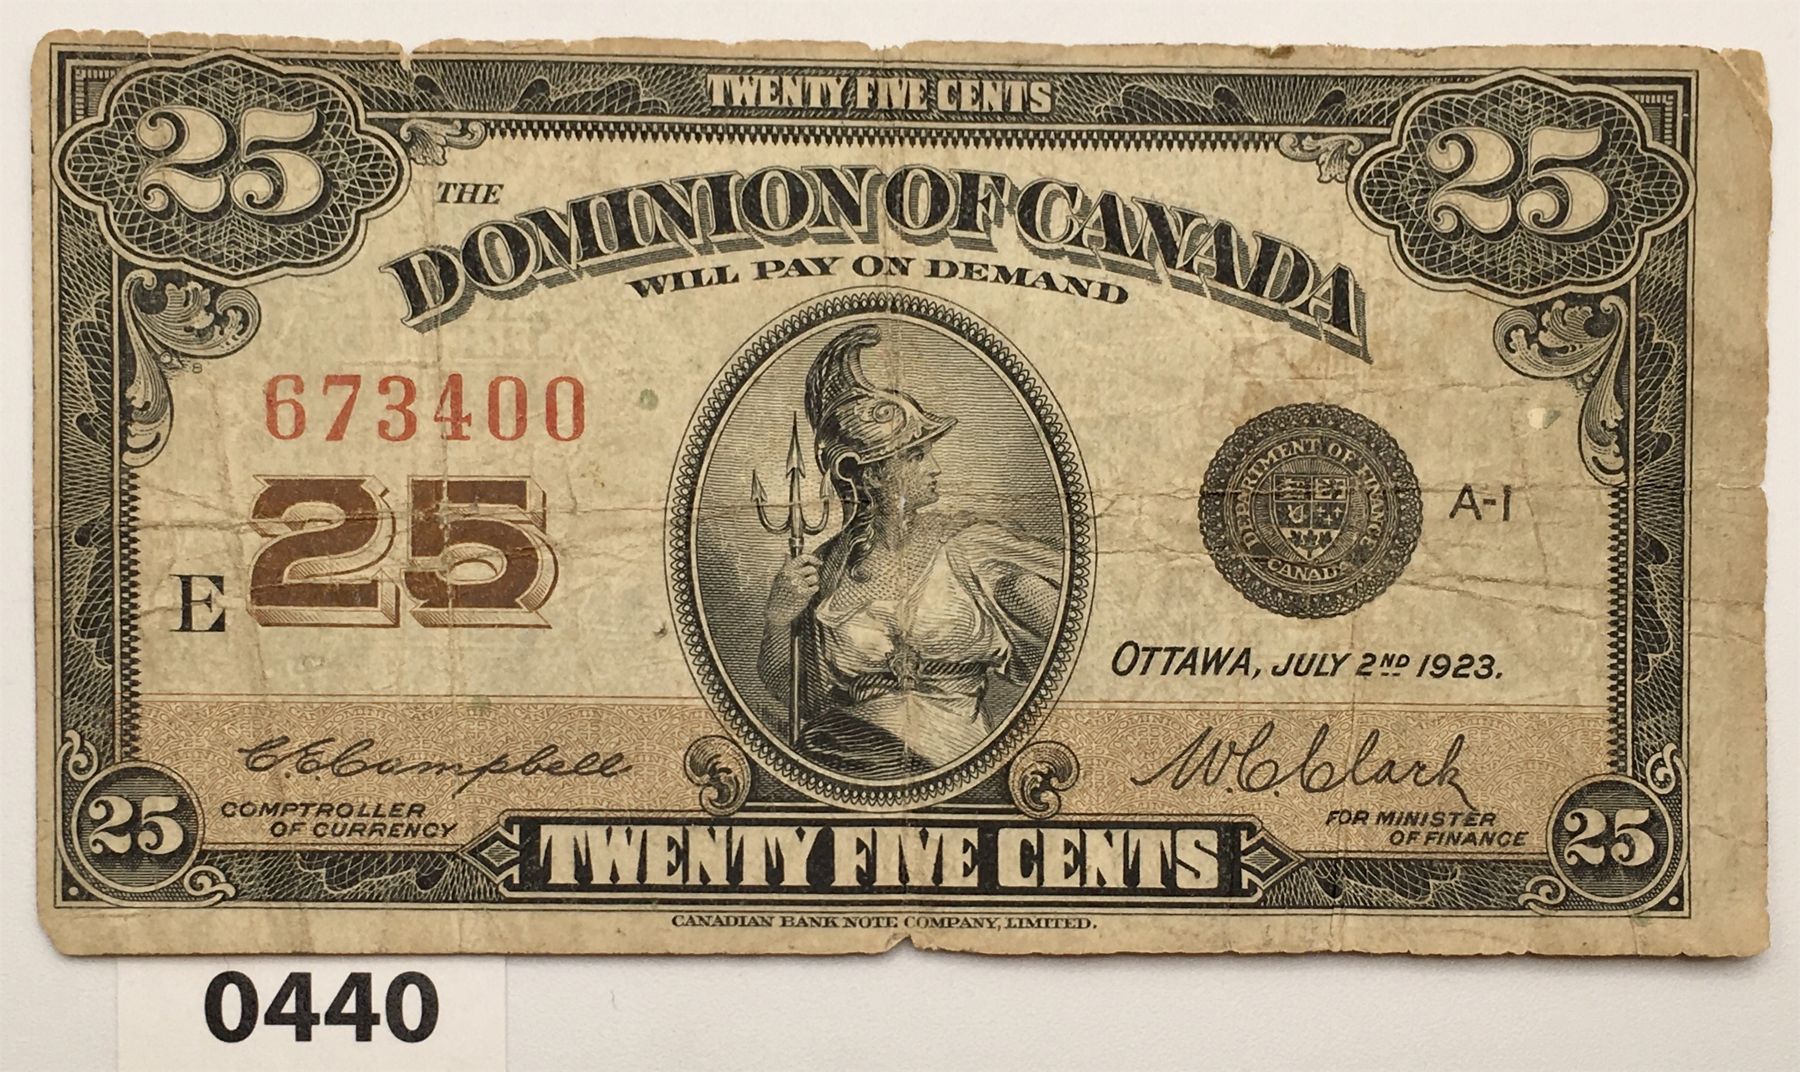 TWENTY FIVE CENTS
25
25
THE
DOMINION OF CANADA
WILL PAY ON DEMAND
673400
25
E
DEPARTMENT OF FINANCE
CANADA
A-1
OTTAWA, JULY 2ND 1923.
C.E. Campbell
W.C. Clark
COMPTROLLER
OF CURRENCY
FOR MINISTER
OF FINANCE
25
25
TWENTY FIVE CENTS
CANADIAN BANK NOTE COMPANY, LIMITED.
0440